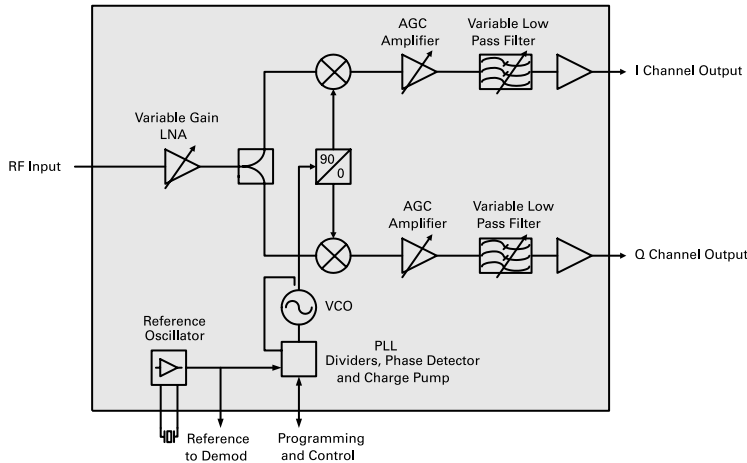 AGC
Amplifier
Variable Low
Pass Filter
I Channel Output
Variable Gain
LNA
RF Input
90
0
AGC
Amplifier
Variable Low
Pass Filter
Q Channel Output
VCO
Reference
Oscillator
PLL
Dividers, Phase Detector
and Charge Pump
Reference
to Demod
Programming
and Control